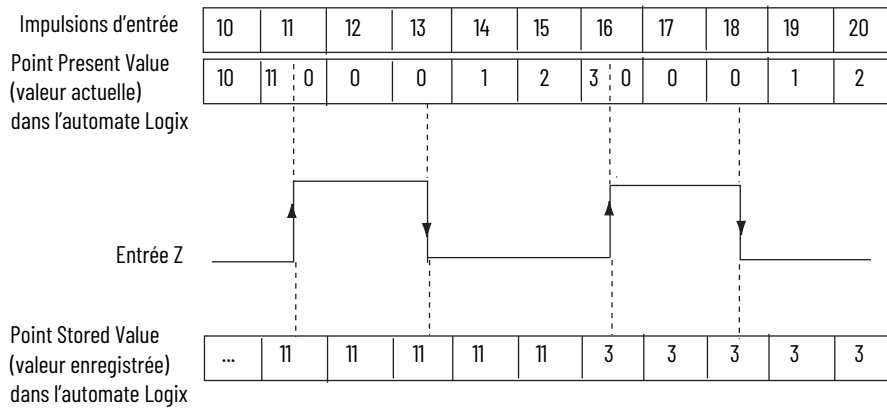 Impulsions d'entrée 10 11 12 13 14 15 16 17 18 19 20
Point Present Value
(valeur actuelle)
dans l'automate Logix
10 11 0 0 0 1 2 3 0 0 0 1 2
Entrée Z
Point Stored Value
(valeur enregistrée)
dans l'automate Logix
... 11 11 11 11 11 3 3 3 3 3